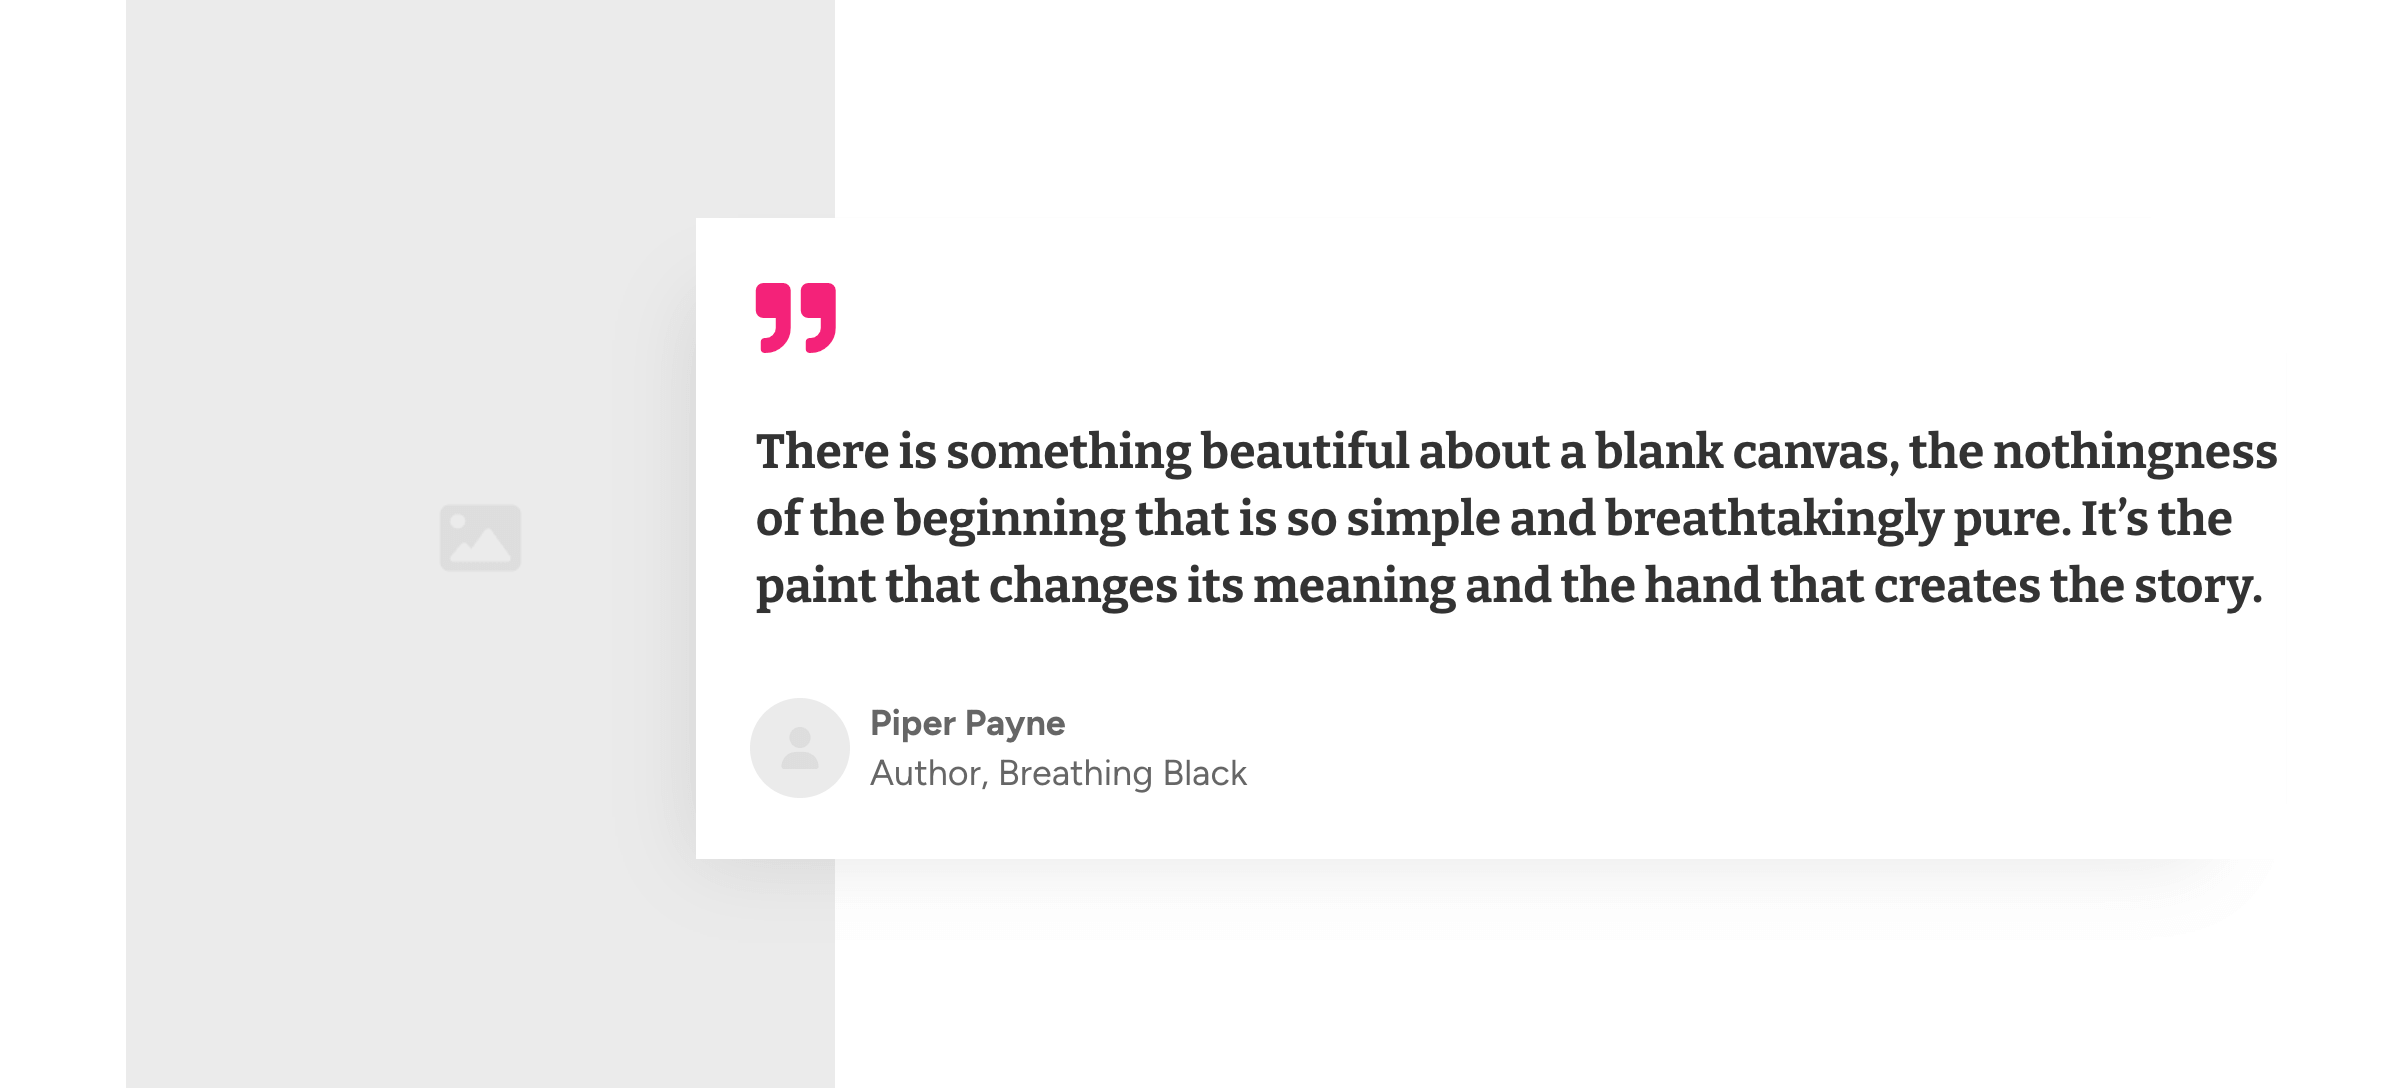 There is something beautiful about a blank canvas, the nothingness
of the beginning that is so simple and breathtakingly pure. It’s the
paint that changes its meaning and the hand that creates the story.
Piper Payne
Author, Breathing Black